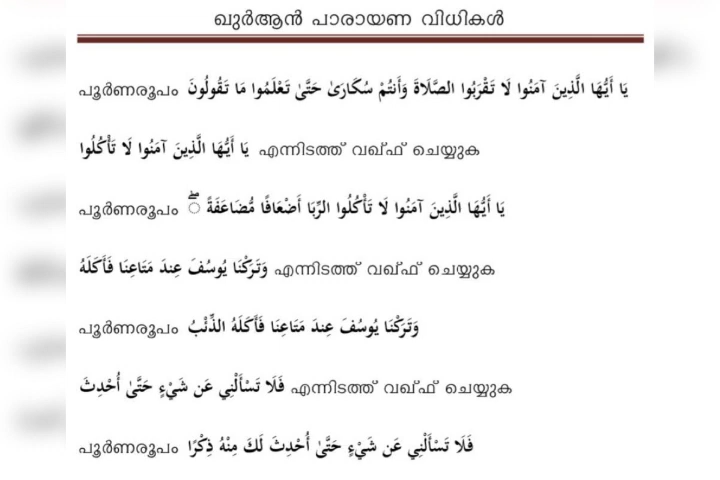 ഖുർആൻ പാരായണ വിധികൾ
പൂർണരൂപം يَا أَيُّهَا الَّذِينَ آمَنُوا لَا تَقْرَبُوا الصَّلَاةَ وَأَنتُمْ سُكَارَىٰ حَتَّىٰ تَعْلَمُوا مَا تَقُولُونَ
يَا أَيُّهَا الَّذِينَ آمَنُوا لَا تَأْكُلُوا എന്നിടത്ത് വഖ്ഫ് ചെയ്യുക
പൂർണരൂപം يَا أَيُّهَا الَّذِينَ آمَنُوا لَا تَأْكُلُوا الرِّبَا أَضْعَافًا مُّضَاعَفَةً ۖ
وَتَرَكْنَا يُوسُفَ عِندَ مَتَاعِنَا فَأَكَلَهُ എന്നിടത്ത് വഖ്ഫ് ചെയ്യുക
പൂർണരൂപം وَتَرَكْنَا يُوسُفَ عِندَ مَتَاعِنَا فَأَكَلَهُ الذِّئْبُ
فَلَا تَسْأَلْنِي عَن شَيْءٍ حَتَّىٰ أُحْدِثَ എന്നിടത്ത് വഖ്ഫ് ചെയ്യുക
പൂർണരൂപം فَلَا تَسْأَلْنِي عَن شَيْءٍ حَتَّىٰ أُحْدِثَ لَكَ مِنْهُ ذِكْرًا